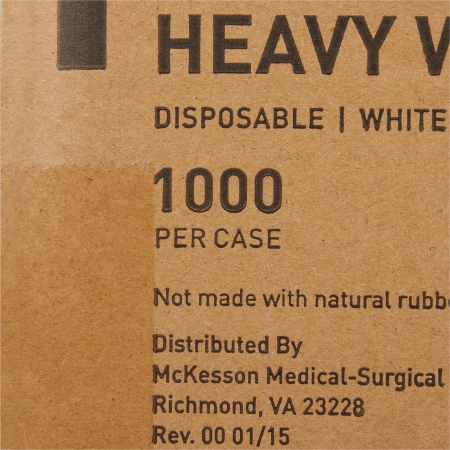 HEAVY
DISPOSABLE | WHITE
1000
PER CASE
Not made with natural
Distributed By
McKesson Medical-Surgical
Richmond, VA 23228
Rev. 00 01/15